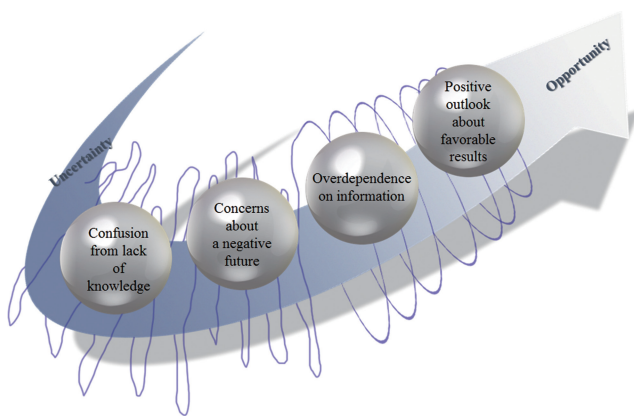 Uncertainty
Confusion
from lack
of
knowledge
Concerns
about
a negative
future
Overdependence
on information
Positive
outlook
about
favorable
results
Opportunity